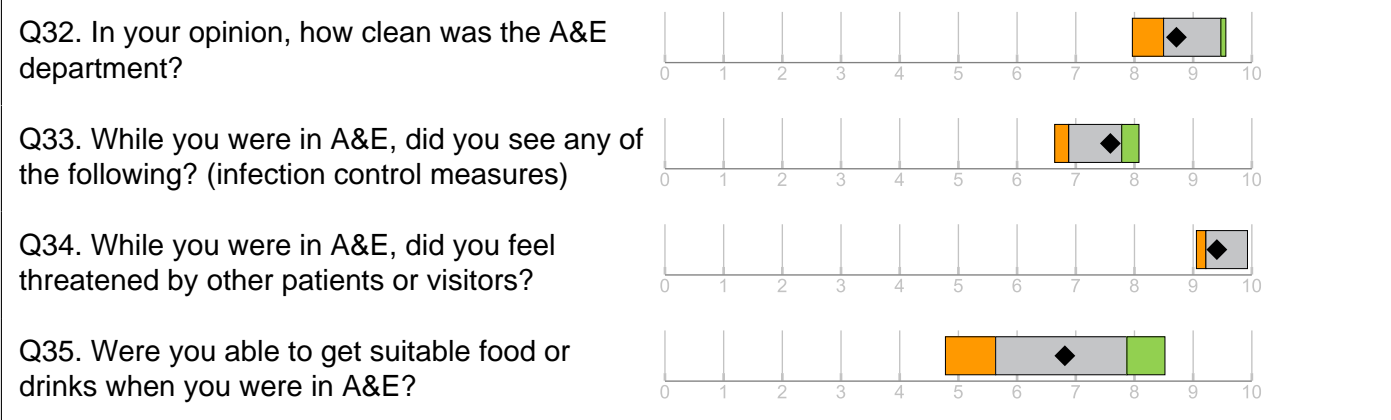 Q32. In your opinion, how clean was the A&E
department?
0 1 2 3 4 5 6 7 8 9 10
Q33. While you were in A&E, did you see any of
the following? (infection control measures)
0 1 2 3 4 5 6 7 8 9 10
Q34. While you were in A&E, did you feel
threatened by other patients or visitors?
0 1 2 3 4 5 6 7 8 9 10
Q35. Were you able to get suitable food or
drinks when you were in A&E?
0 1 2 3 4 5 6 7 8 9 10